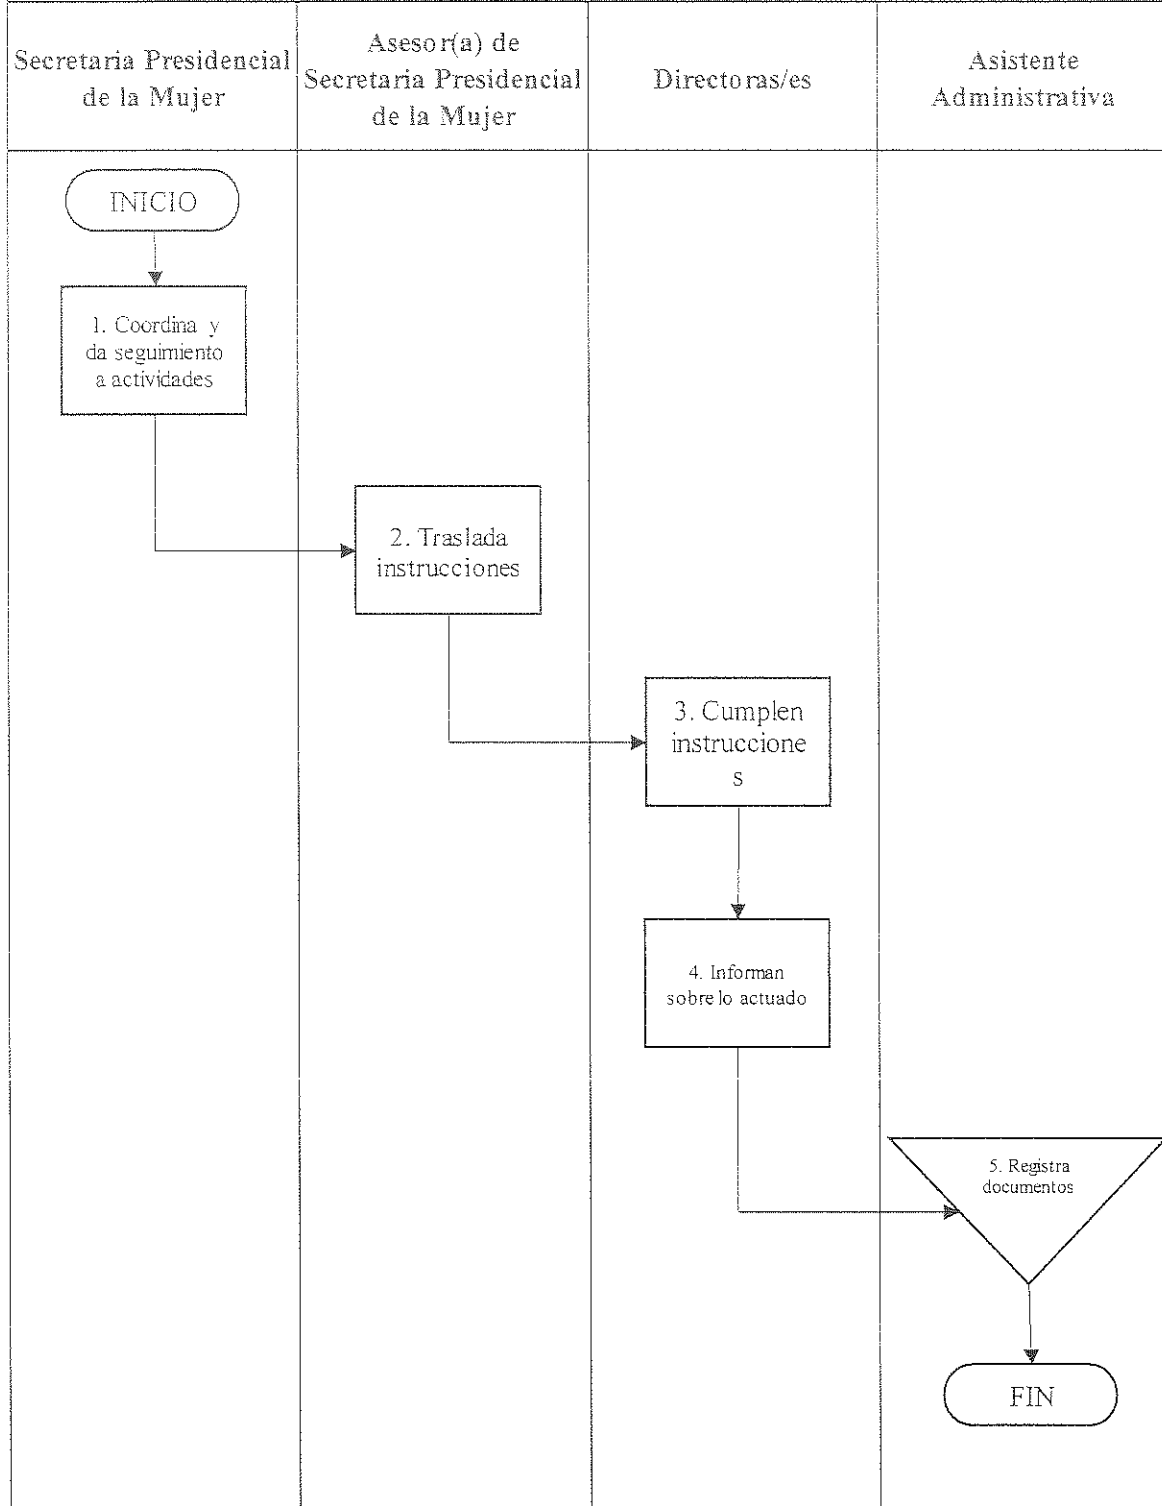 Secretaria Presidencial
de la Mujer
Asesor(a) de
Secretaria Presidencial
de la Mujer
Directoras/es
Asistente
Administrativa
INICIO
1. Coordina y
da seguimiento
a actividades
2. Traslada
instrucciones
3. Cumplen
instruccione
s
4. Informan
sobre lo actuado
5. Registra
documentos
FIN